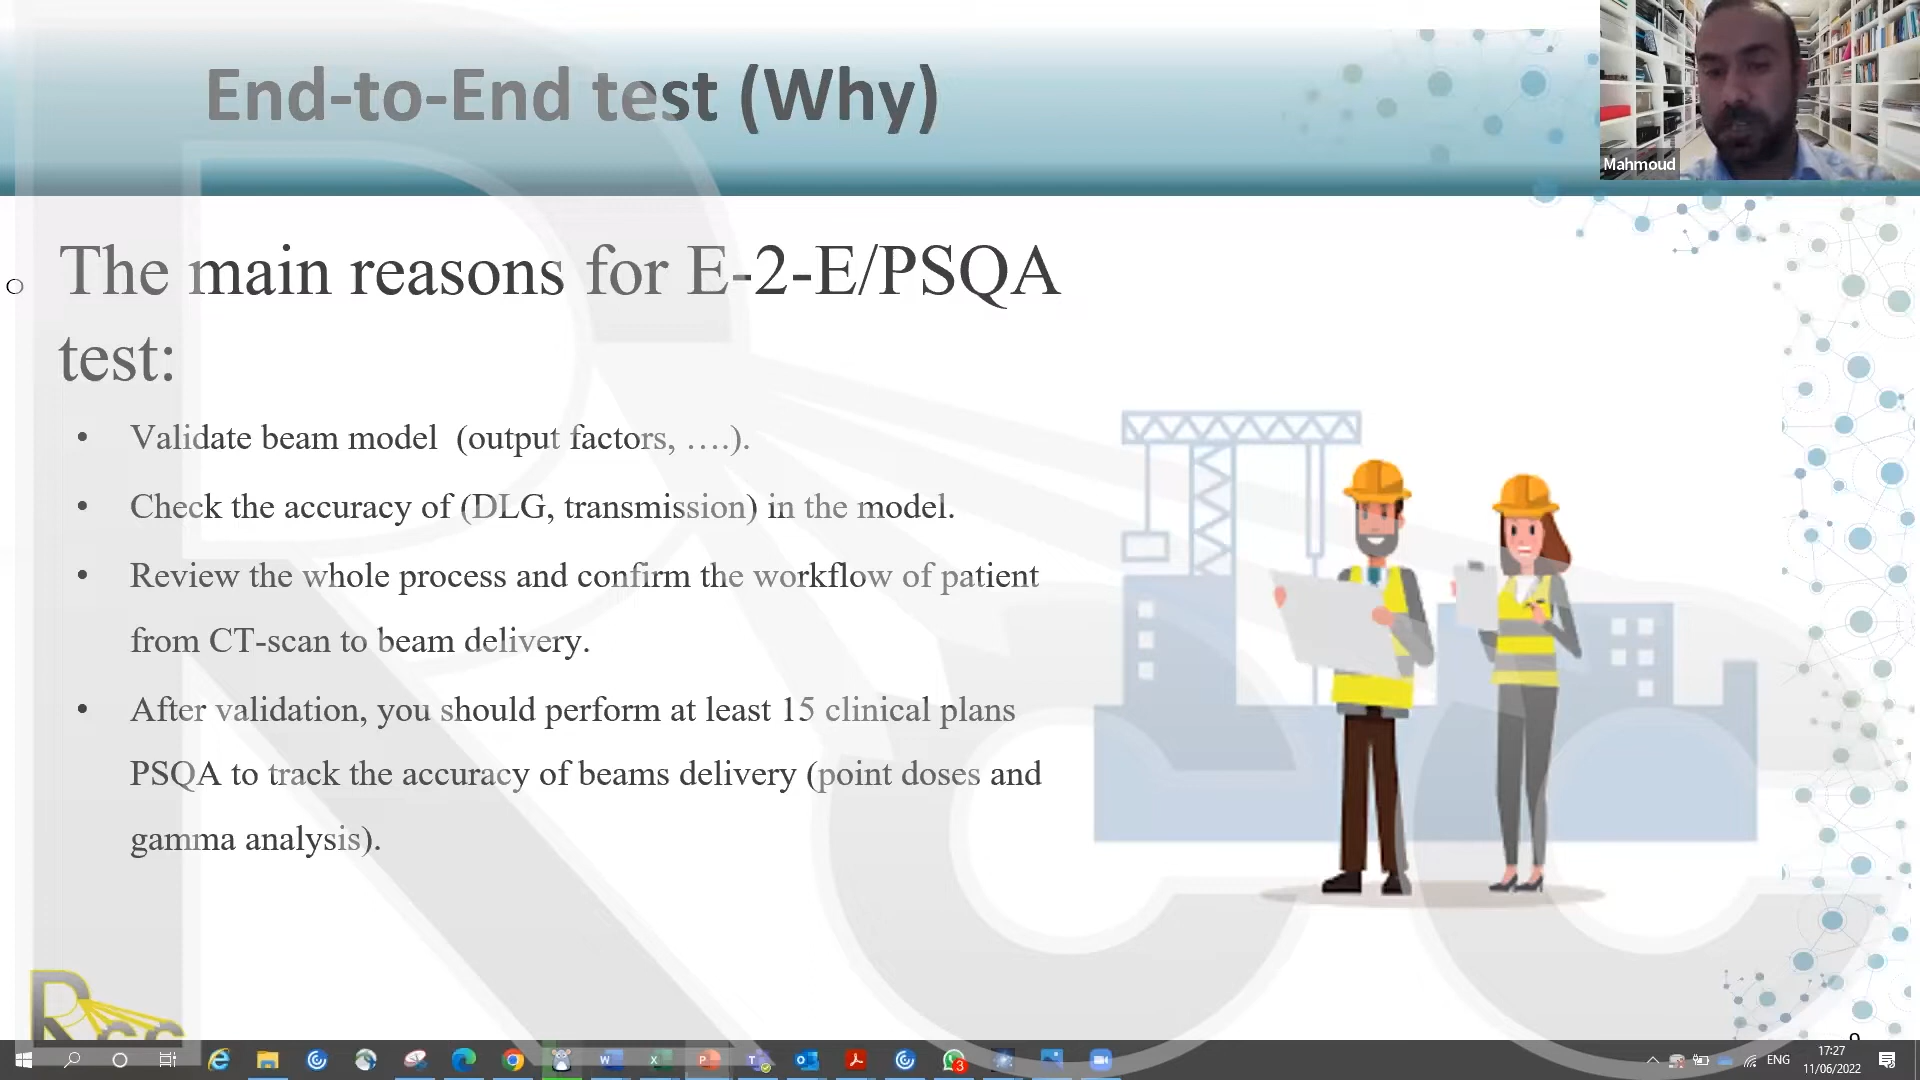 End-to-End test (Why)
Mahmoud
The main reasons for E-2-E/PSQA
test:
• Validate beam model (output factors, ….).
• Check the accuracy of (DLG, transmission) in the model.
• Review the whole process and confirm the workflow of patient
from CT-scan to beam delivery.
• After validation, you should perform at least 15 clinical plans
PSQA to track the accuracy of beams delivery (point doses and
gamma analysis).
ENG
17:27
11/06/2022